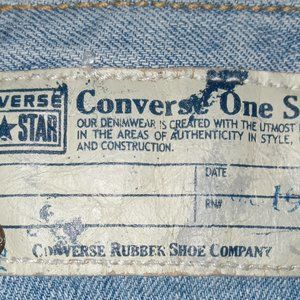 VERSE
STAR
Converse One S
OUR DENIMWEAR IS CREATED WITH THE UTMOST
IN THE AREAS OF AUTHENTICITY IN STYLE,
AND CONSTRUCTION.
DATE
RN#
CONVERSE RUBBER SHOE COMPANY